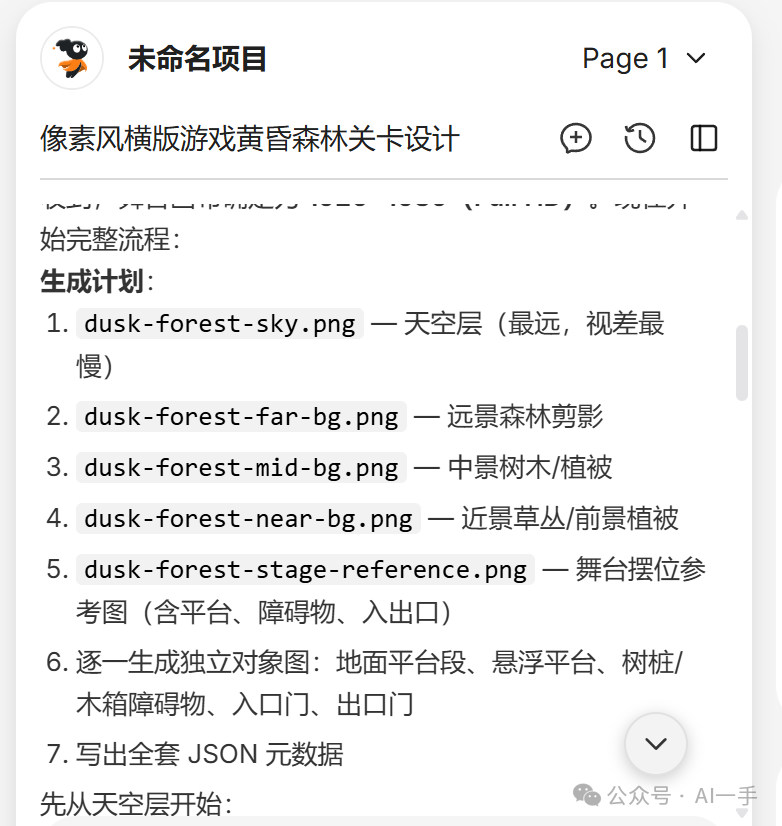 未命名项目
Page 1
像素风横版游戏黄昏森林关卡设计
始完整流程：
生成计划：
1. dusk-forest-sky.png — 天空层（最远，视差最
慢）
2. dusk-forest-far-bg.png — 远景森林剪影
3. dusk-forest-mid-bg.png — 中景树木/植被
4. dusk-forest-near-bg.png — 近景草丛/前景植被
5. dusk-forest-stage-reference.png — 舞台摆位参
考图（含平台、障碍物、入出口）
6. 逐一生成独立对象图：地面平台段、悬浮平台、树桩/
木箱障碍物、入口门、出口门
7. 写出全套 JSON 元数据
先从天空层开始：
公众号 · AI一手